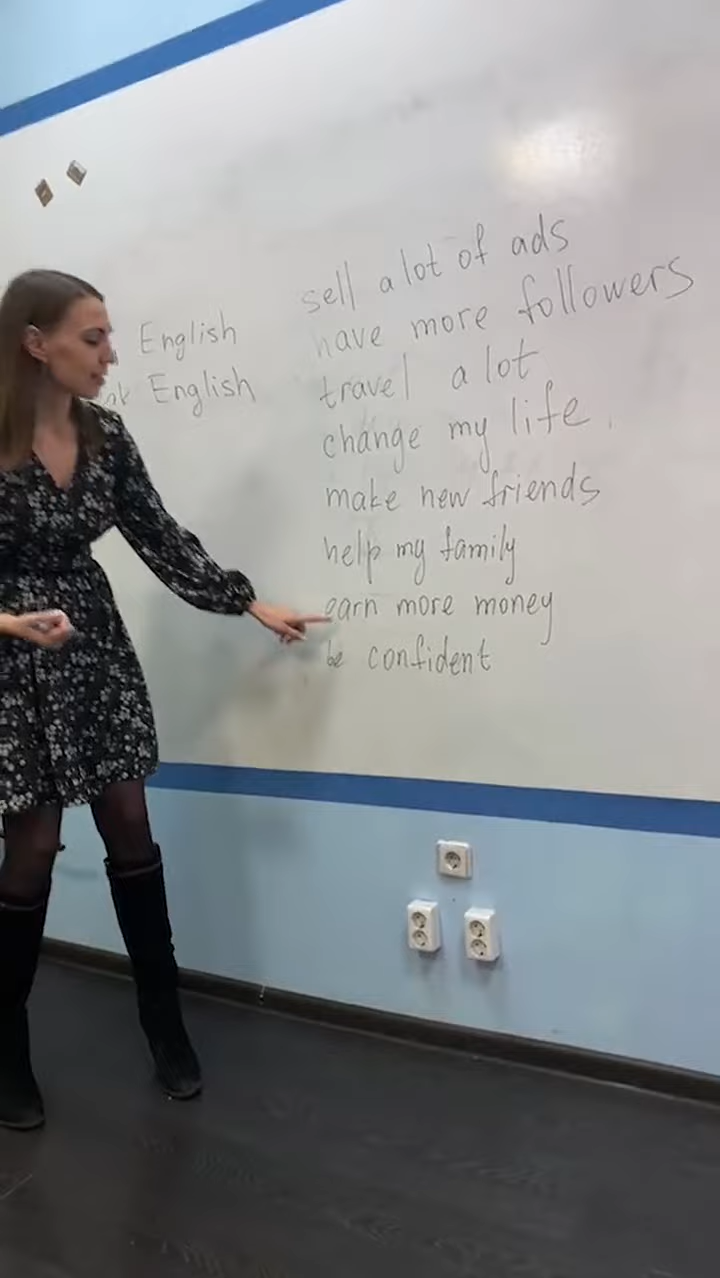 English
English
sell a lot of ads
have more followers
travel a lot
change my life.
make new friends
help my family
earn more money
be confident